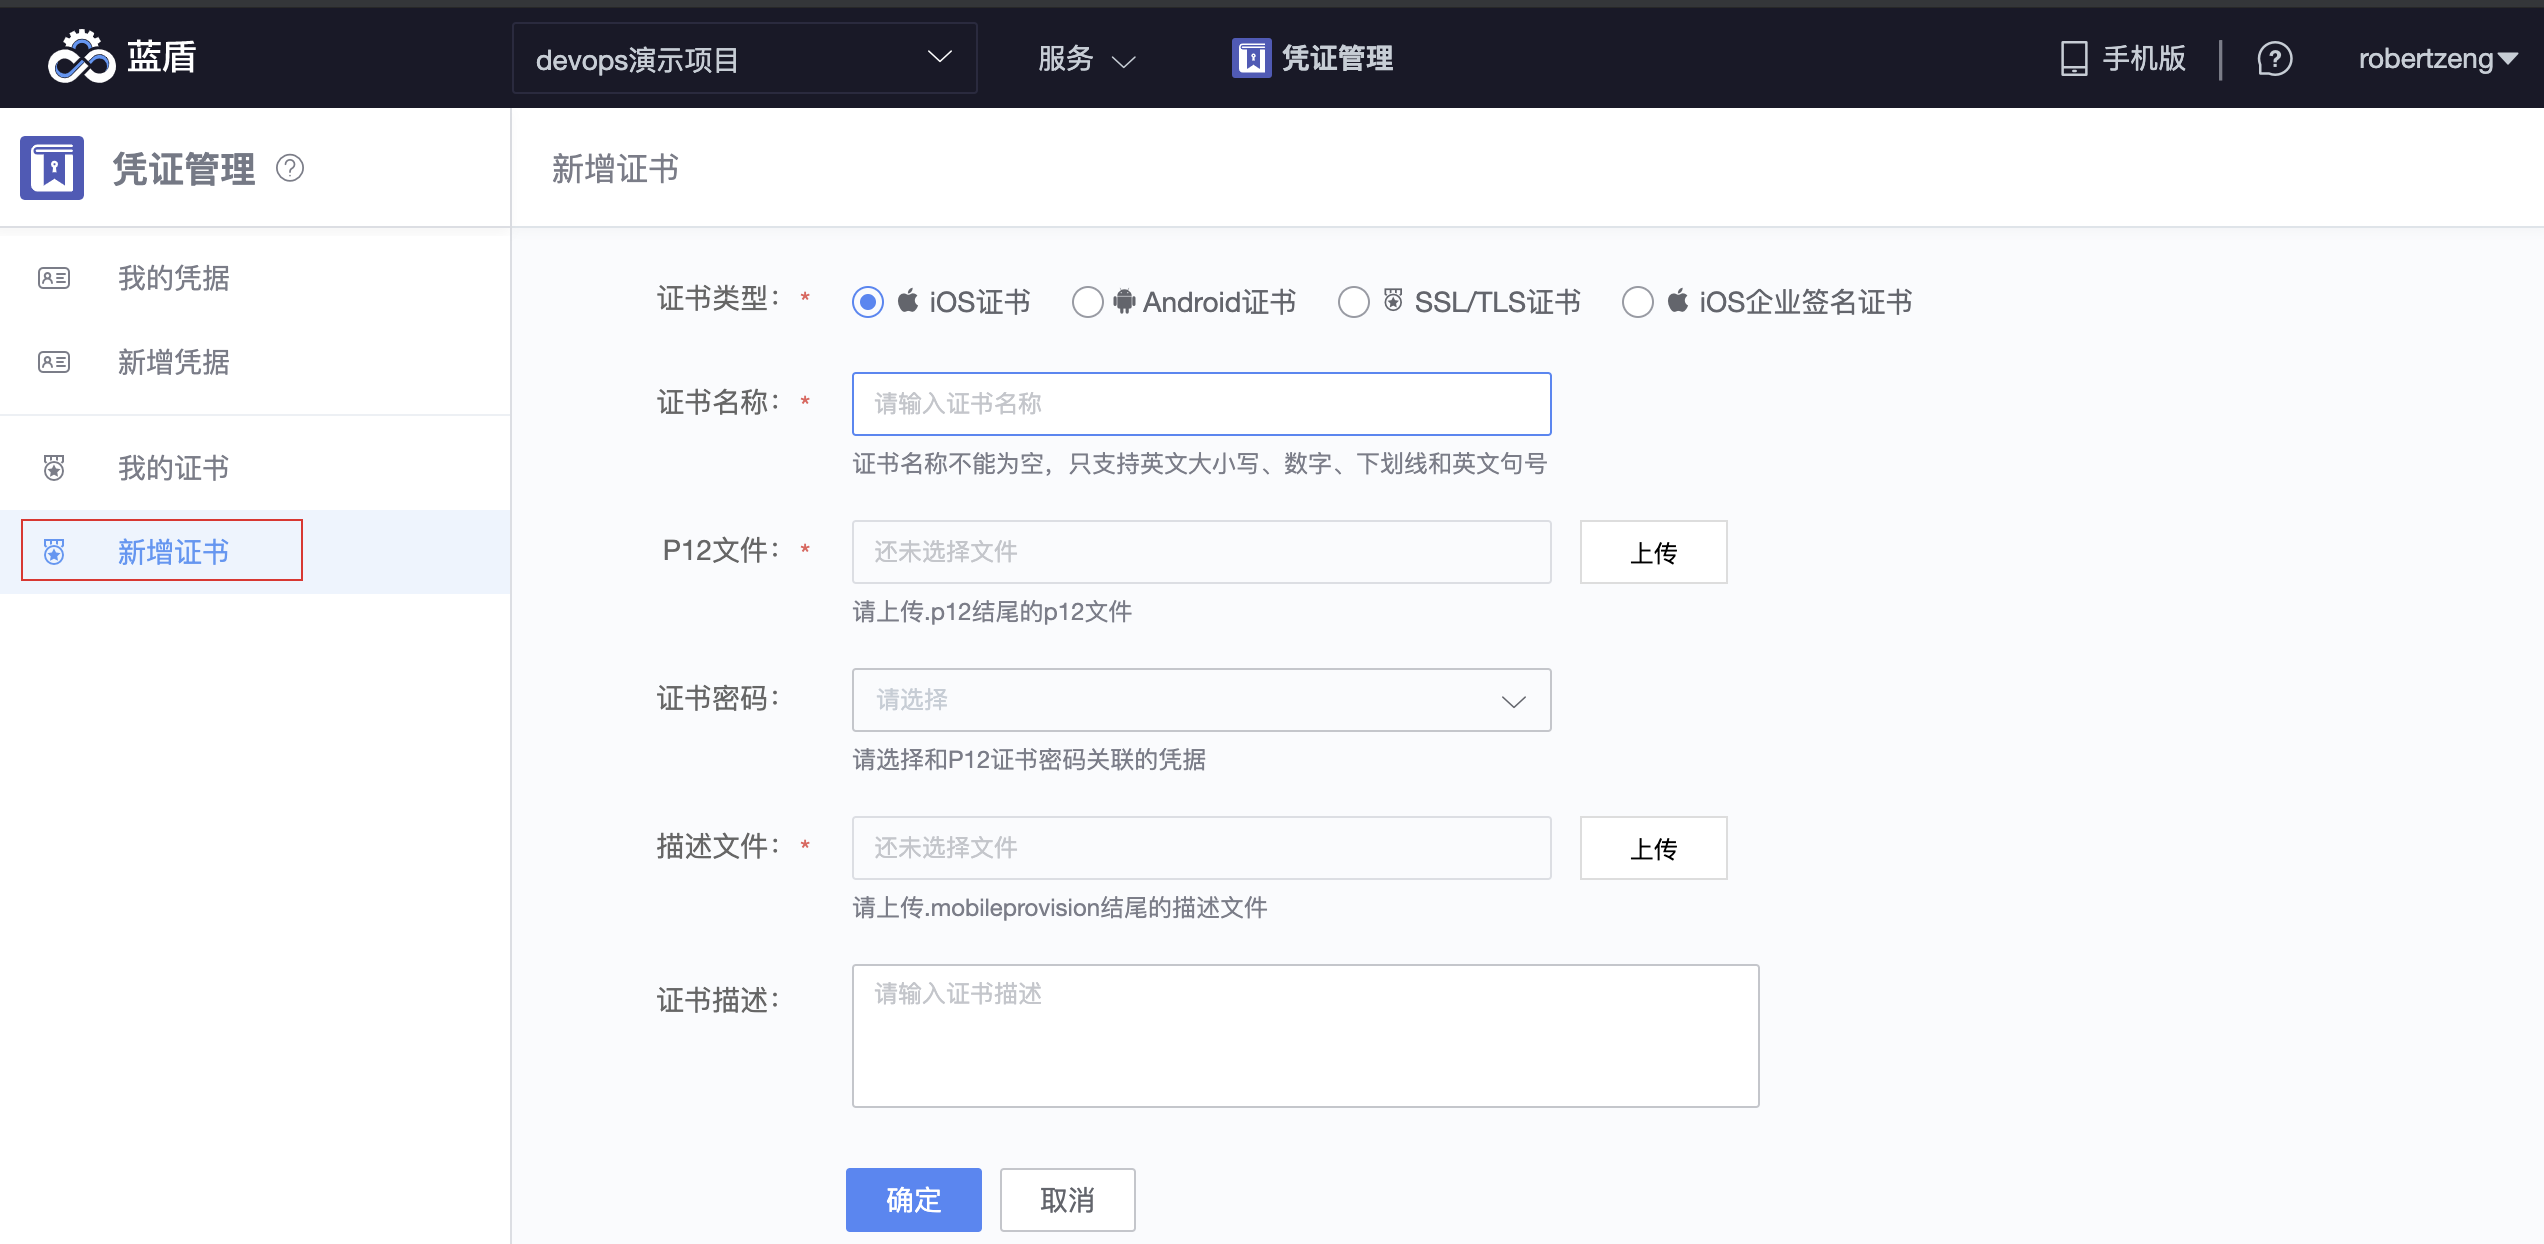 蓝盾
devops演示项目
服务
凭证管理
手机版
robertzeng
凭证管理
新增证书
我的凭据
新增凭据
我的证书
新增证书
证书类型： *
iOS证书
Android证书
SSL/TLS证书
iOS企业签名证书
证书名称： *
请输入证书名称
证书名称不能为空，只支持英文大小写、数字、下划线和英文句号
P12文件： *
还未选择文件
上传
请上传.p12结尾的p12文件
证书密码：
请选择
请选择和P12证书密码关联的凭据
描述文件： *
还未选择文件
上传
请上传.mobileprovision结尾的描述文件
证书描述：
请输入证书描述
确定
取消